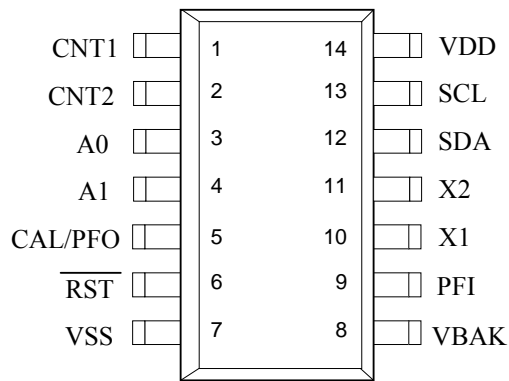 CNT1 1 14 VDD
CNT2 2 13 SCL
A0 3 12 SDA
A1 4 11 X2
CAL/PFO 5 10 X1
RST 6 9 PFI
VSS 7 8 VBAK